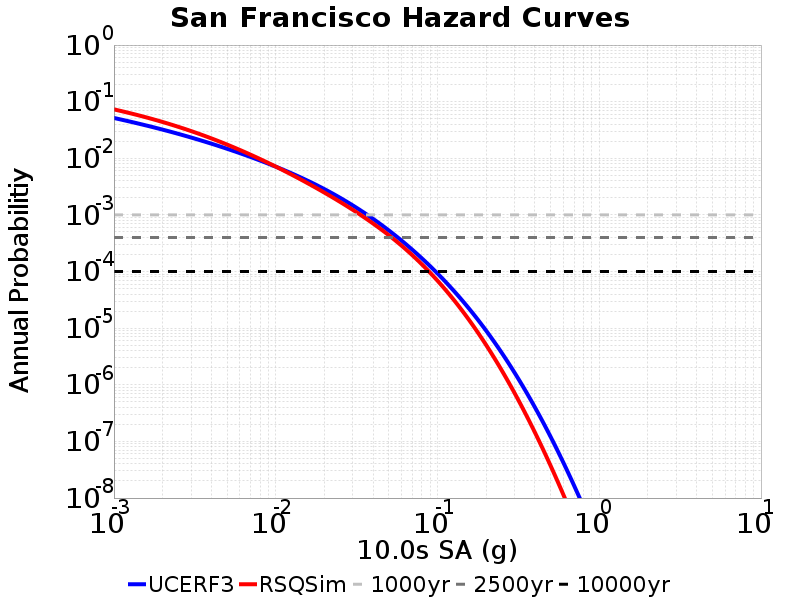 San Francisco Hazard Curves
10^0
10^-1
10^-2
10^-3
10^-4
10^-5
10^-6
10^-7
10^-8
Annual Probabilitiy
10^-3 10^-2 10^-1 10^0 10^1
10.0s SA (g)
UCERF3 RSQSim 1000yr 2500yr 10000yr